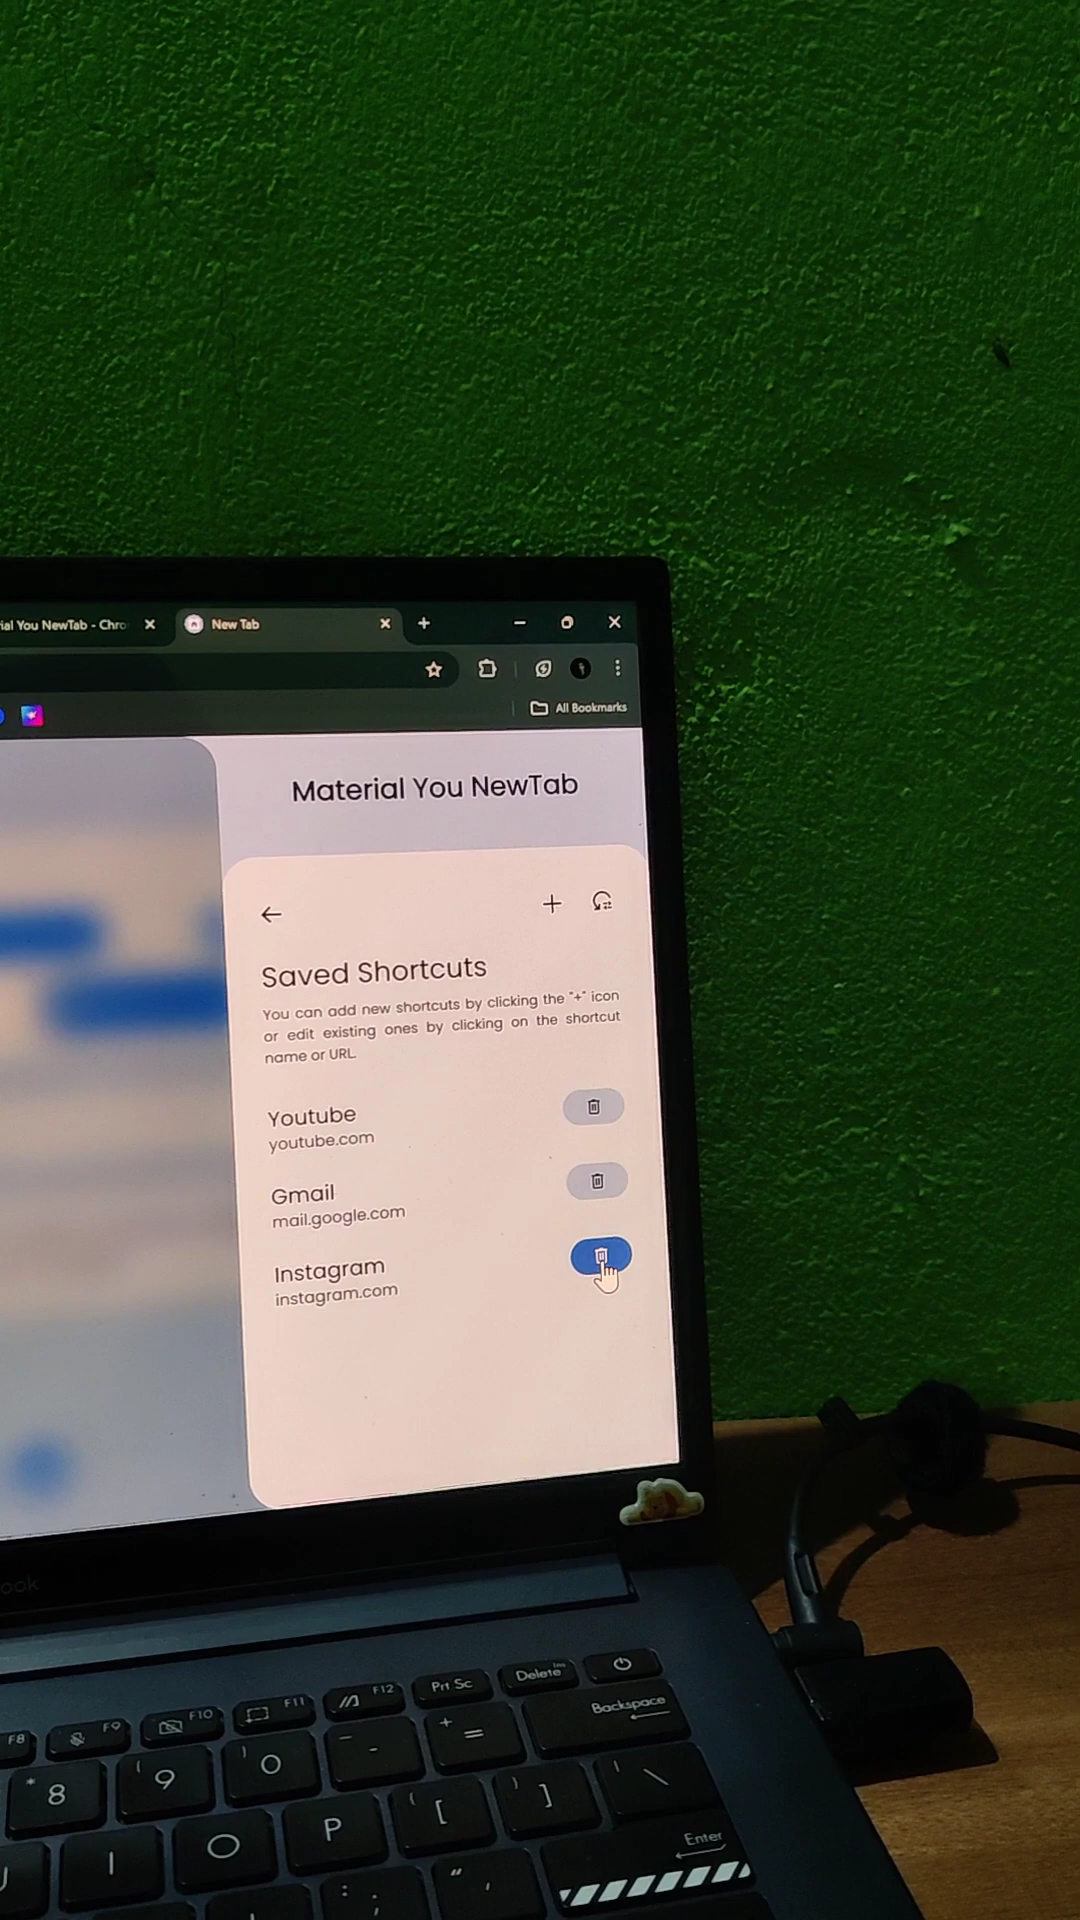 ial You NewTab - Chro
New Tab
All Bookmarks
Material You NewTab
Saved Shortcuts
You can add new shortcuts by clicking the "+" icon
or edit existing ones by clicking on the shortcut
name or URL.
Youtube
youtube.com
Gmail
mail.google.com
Instagram
instagram.com
ook
F8 F9 F10 F11 F12 Prt Sc Delete Ins
* 8 ( 9 ) 0 _ - + = Backspace
I O P { [ } ] | \
: ; " ' Enter